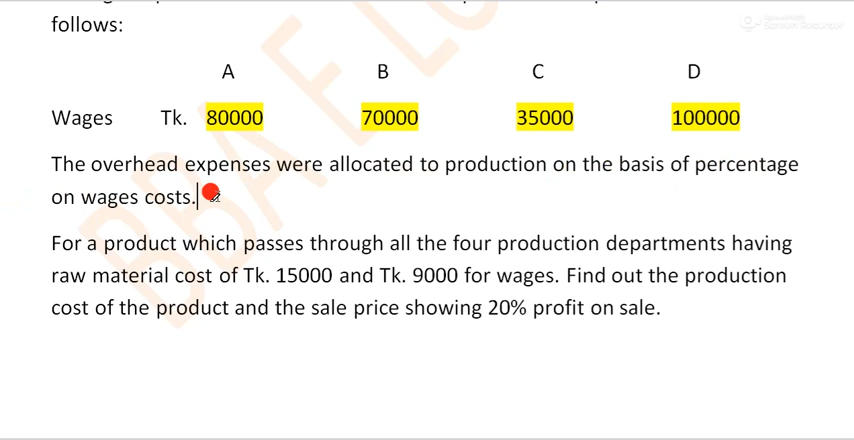 follows:
A B C D
Wages Tk. 80000 70000 35000 100000
The overhead expenses were allocated to production on the basis of percentage
on wages costs.
For a product which passes through all the four production departments having
raw material cost of Tk. 15000 and Tk. 9000 for wages. Find out the production
cost of the product and the sale price showing 20% profit on sale.